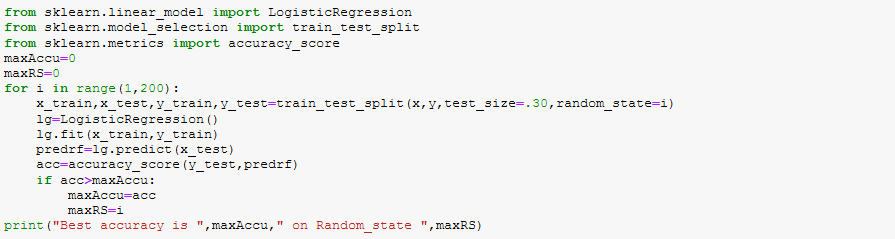 from sklearn.linear_model import LogisticRegression
from sklearn.model_selection import train_test_split
from sklearn.metrics import accuracy_score
maxAccu=0
maxRS=0
for i in range(1,200):
    x_train,x_test,y_train,y_test=train_test_split(x,y,test_size=.30,random_state=i)
    lg=LogisticRegression()
    lg.fit(x_train,y_train)
    predrf=lg.predict(x_test)
    acc=accuracy_score(y_test,predrf)
    if acc>maxAccu:
        maxAccu=acc
        maxRS=i
print("Best accuracy is ",maxAccu," on Random_state ",maxRS)